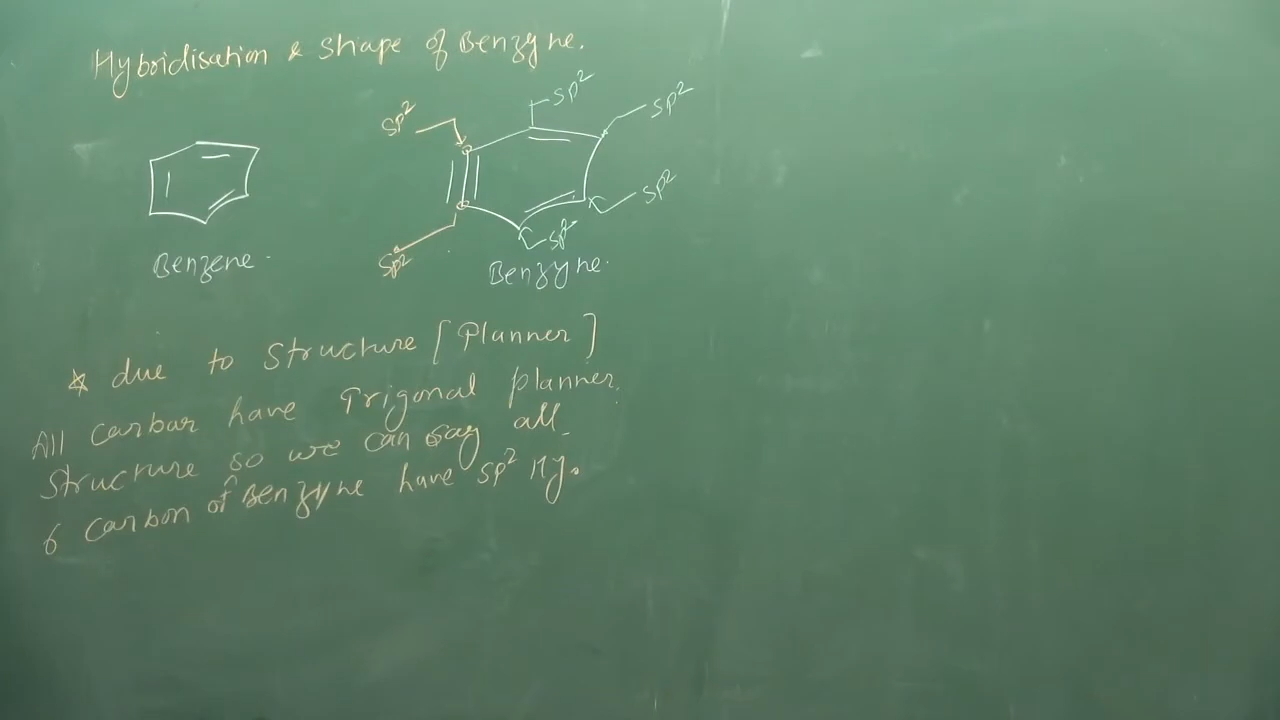 Hybridisation & Shape of Benzyne.
SP²
SP²
SP²
SP²
SP²
SP²
Benzene.
Benzyne.
* due to Structure [Planner]
All carbon have Trigonal planner.
Structure so we can say all
6 carbon of Benzyne have SP² Hy.